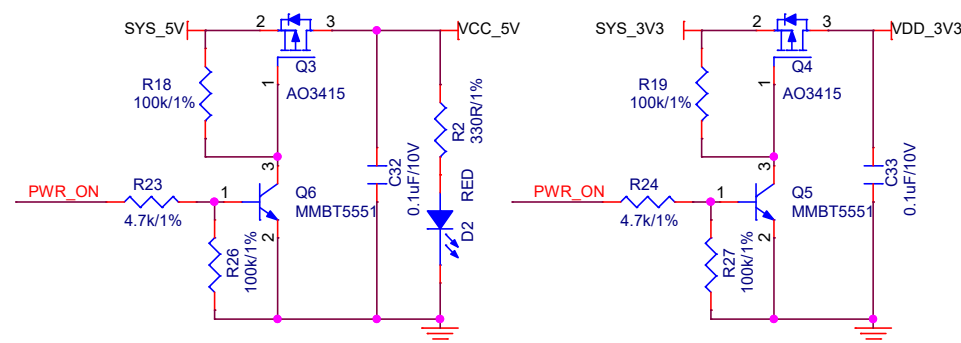 SYS_5V
2
3
VCC_5V
Q3
1
AO3415
R18
100k/1%
R2
330R/1%
C32
0.1uF/10V
RED
D2
PWR_ON
R23
4.7k/1%
1
3
Q6
MMBT5551
2
R26
100k/1%
SYS_3V3
2
3
VDD_3V3
Q4
1
AO3415
R19
100k/1%
C33
0.1uF/10V
PWR_ON
R24
4.7k/1%
1
3
Q5
MMBT5551
2
R27
100k/1%